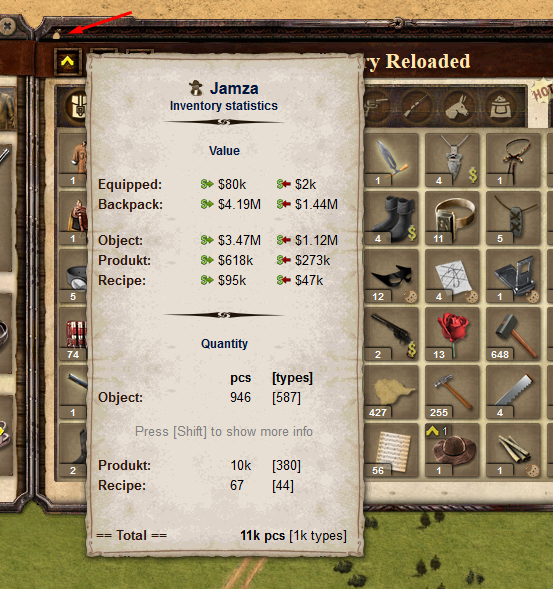 ry Reloaded
HOT
Jamza
Inventory statistics
Value
Equipped: $80k $2k
Backpack: $4.19M $1.44M
Object: $3.47M $1.12M
Produkt: $618k $273k
Recipe: $95k $47k
Quantity
pcs [types]
Object: 946 [587]
Press [Shift] to show more info
Produkt: 10k [380]
Recipe: 67 [44]
== Total == 11k pcs [1k types]
1 1 4 1
1 4 11 5
5 12 4 1
74 2 13 648
1 427 255 4
1
2 56 1 1